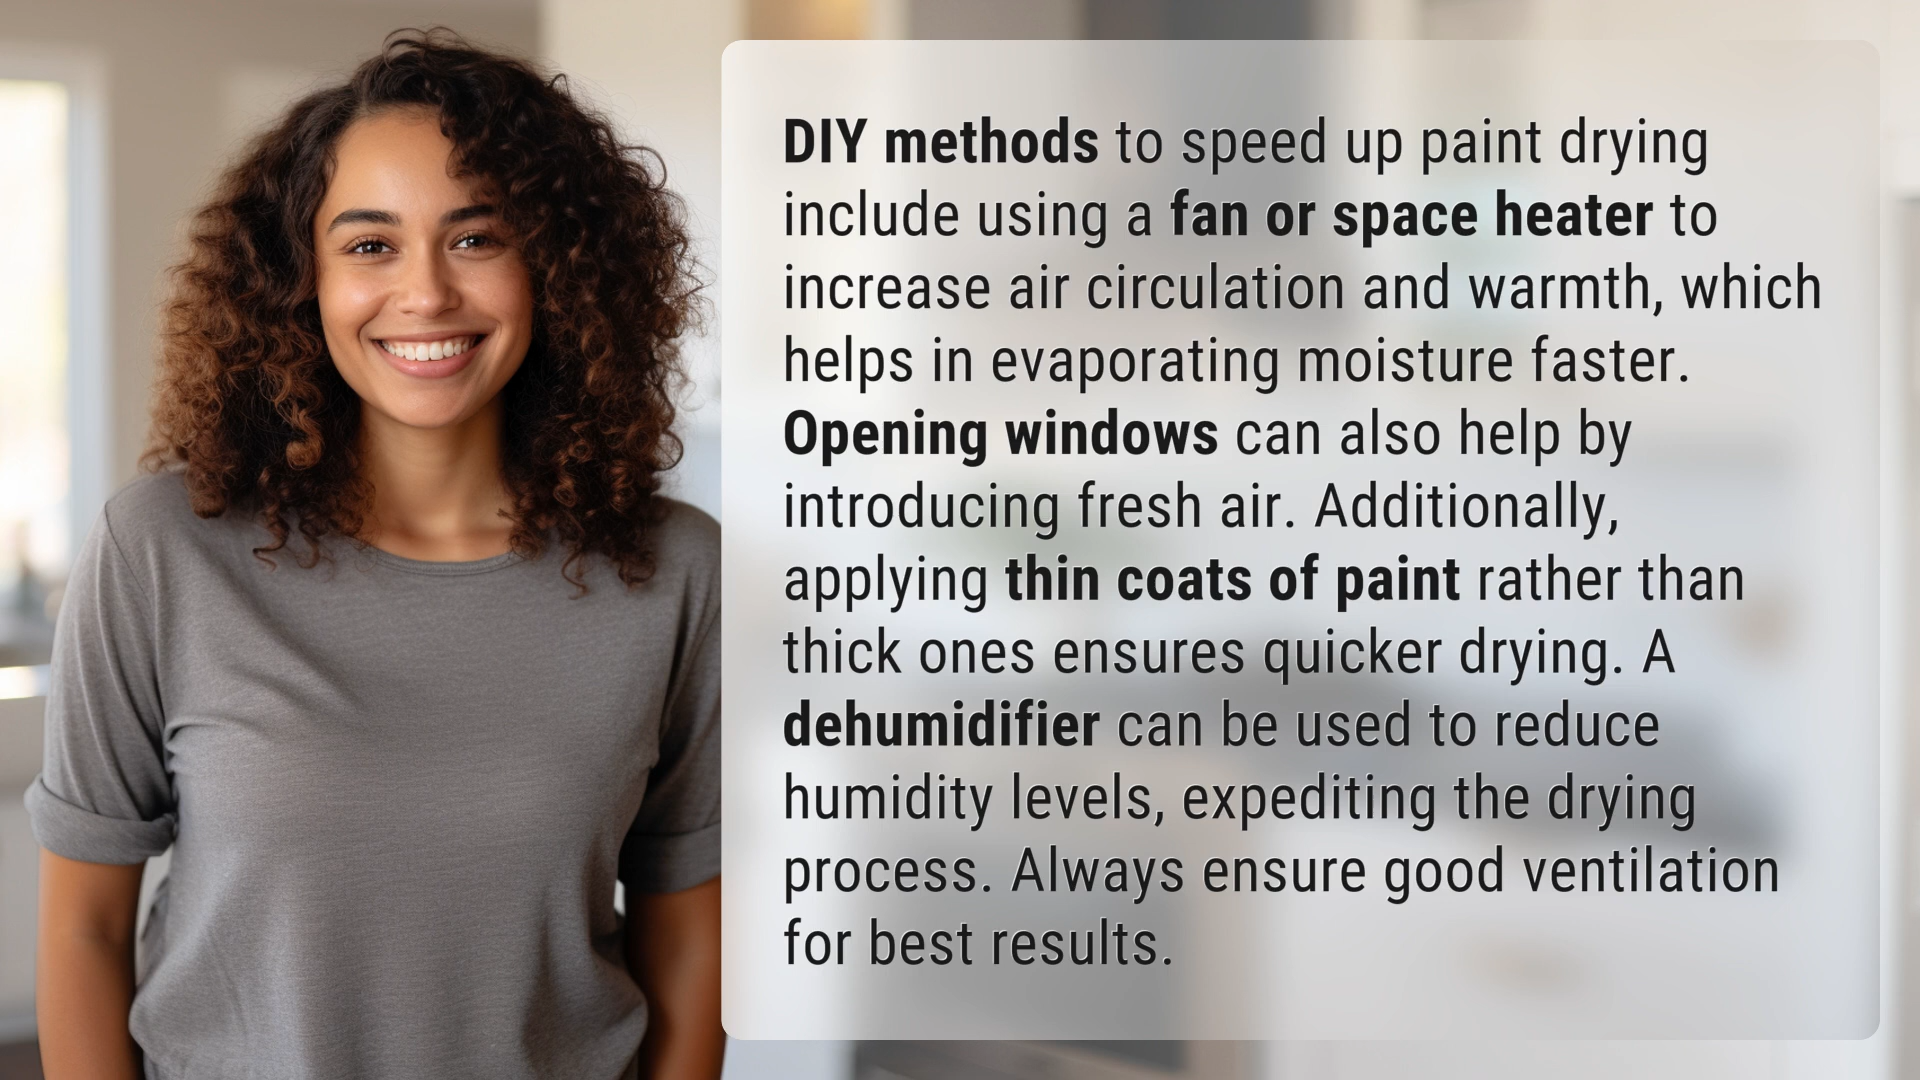 DIY methods to speed up paint drying
include using a fan or space heater to
increase air circulation and warmth, which
helps in evaporating moisture faster.
Opening windows can also help by
introducing fresh air. Additionally,
applying thin coats of paint rather than
thick ones ensures quicker drying. A
dehumidifier can be used to reduce
humidity levels, expediting the drying
process. Always ensure good ventilation
for best results.